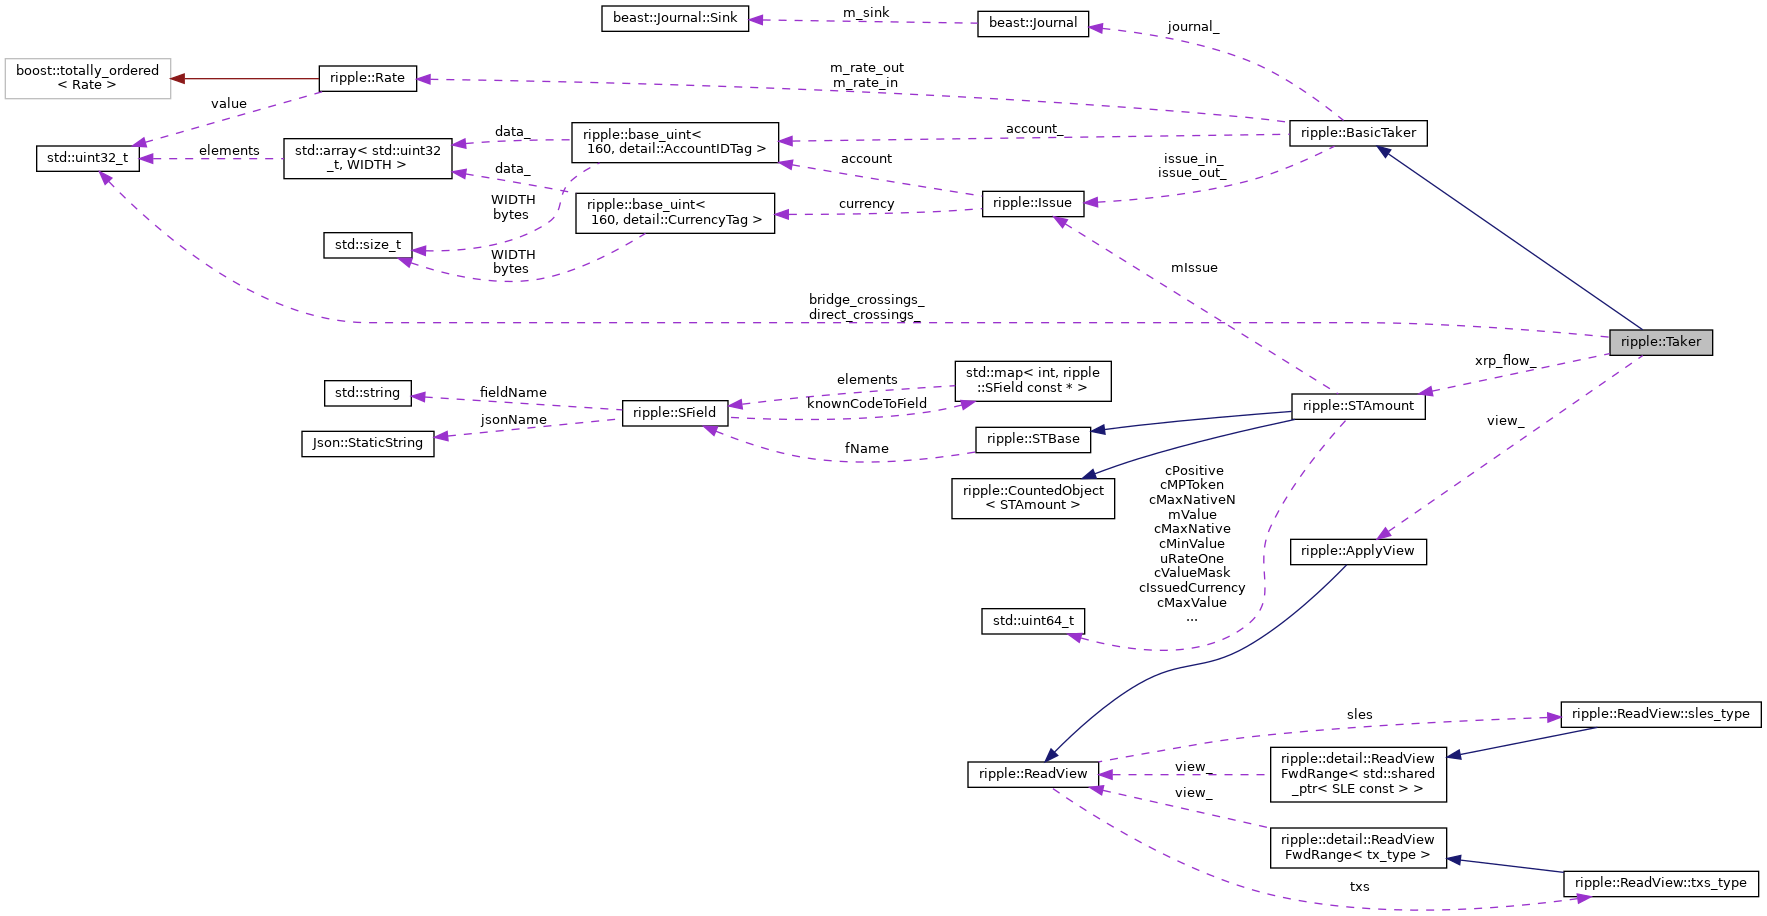 beast::Journal::Sink
m_sink
beast::Journal
journal_
boost::totally_ordered
< Rate >
ripple::Rate
m_rate_out
m_rate_in
value
std::uint32_t
elements
std::array< std::uint32
_t, WIDTH >
data_
data_
ripple::base_uint<
160, detail::AccountIDTag >
account_
ripple::BasicTaker
account
issue_in_
issue_out_
WIDTH
bytes
ripple::base_uint<
160, detail::CurrencyTag >
currency
ripple::Issue
std::size_t
WIDTH
bytes
mIssue
bridge_crossings_
direct_crossings_
ripple::Taker
xrp_flow_
std::string
fieldName
Json::StaticString
jsonName
ripple::SField
elements
knownCodeToField
std::map< int, ripple
::SField const * >
ripple::STAmount
ripple::STBase
fName
view_
ripple::CountedObject
< STAmount >
cPositive
cMPToken
cMaxNativeN
mValue
cMaxNative
cMinValue
uRateOne
cValueMask
cIssuedCurrency
cMaxValue
...
ripple::ApplyView
std::uint64_t
sles
ripple::ReadView::sles_type
ripple::ReadView
view_
view_
ripple::detail::ReadView
FwdRange< std::shared
_ptr< SLE const > >
ripple::detail::ReadView
FwdRange< tx_type >
txs
ripple::ReadView::txs_type